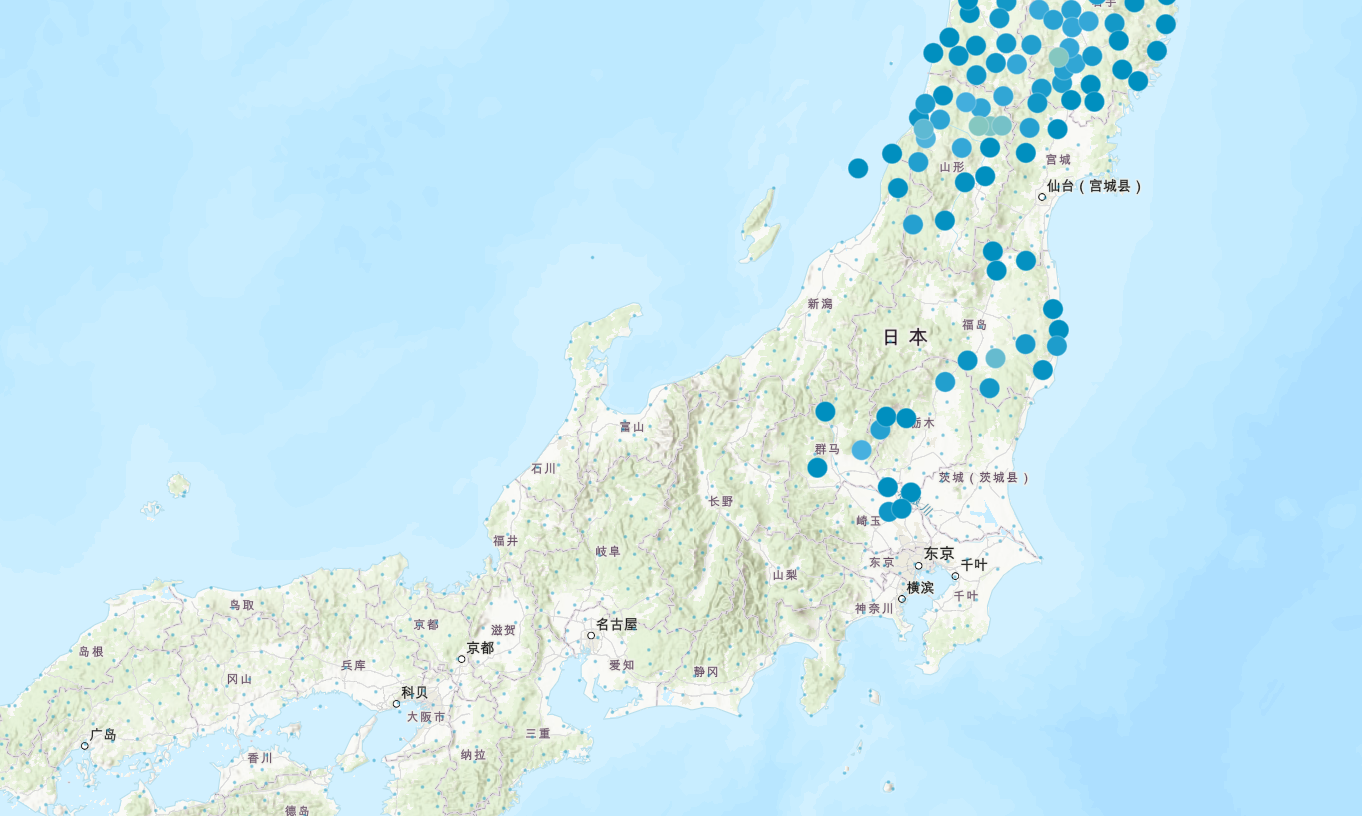 宫城
山形
仙台（宫城县）
新潟
福岛
日本
栃木
富山
群马
石川
茨城（茨城县）
长野
崎玉
福井
岐阜
东京
东京
千叶
山梨
横滨
千叶
神奈川
鸟取
京都
滋贺
名古屋
京都
岛根
兵库
爱知
静冈
冈山
科贝
大阪市
广岛
三重
香川
纳拉
德岛